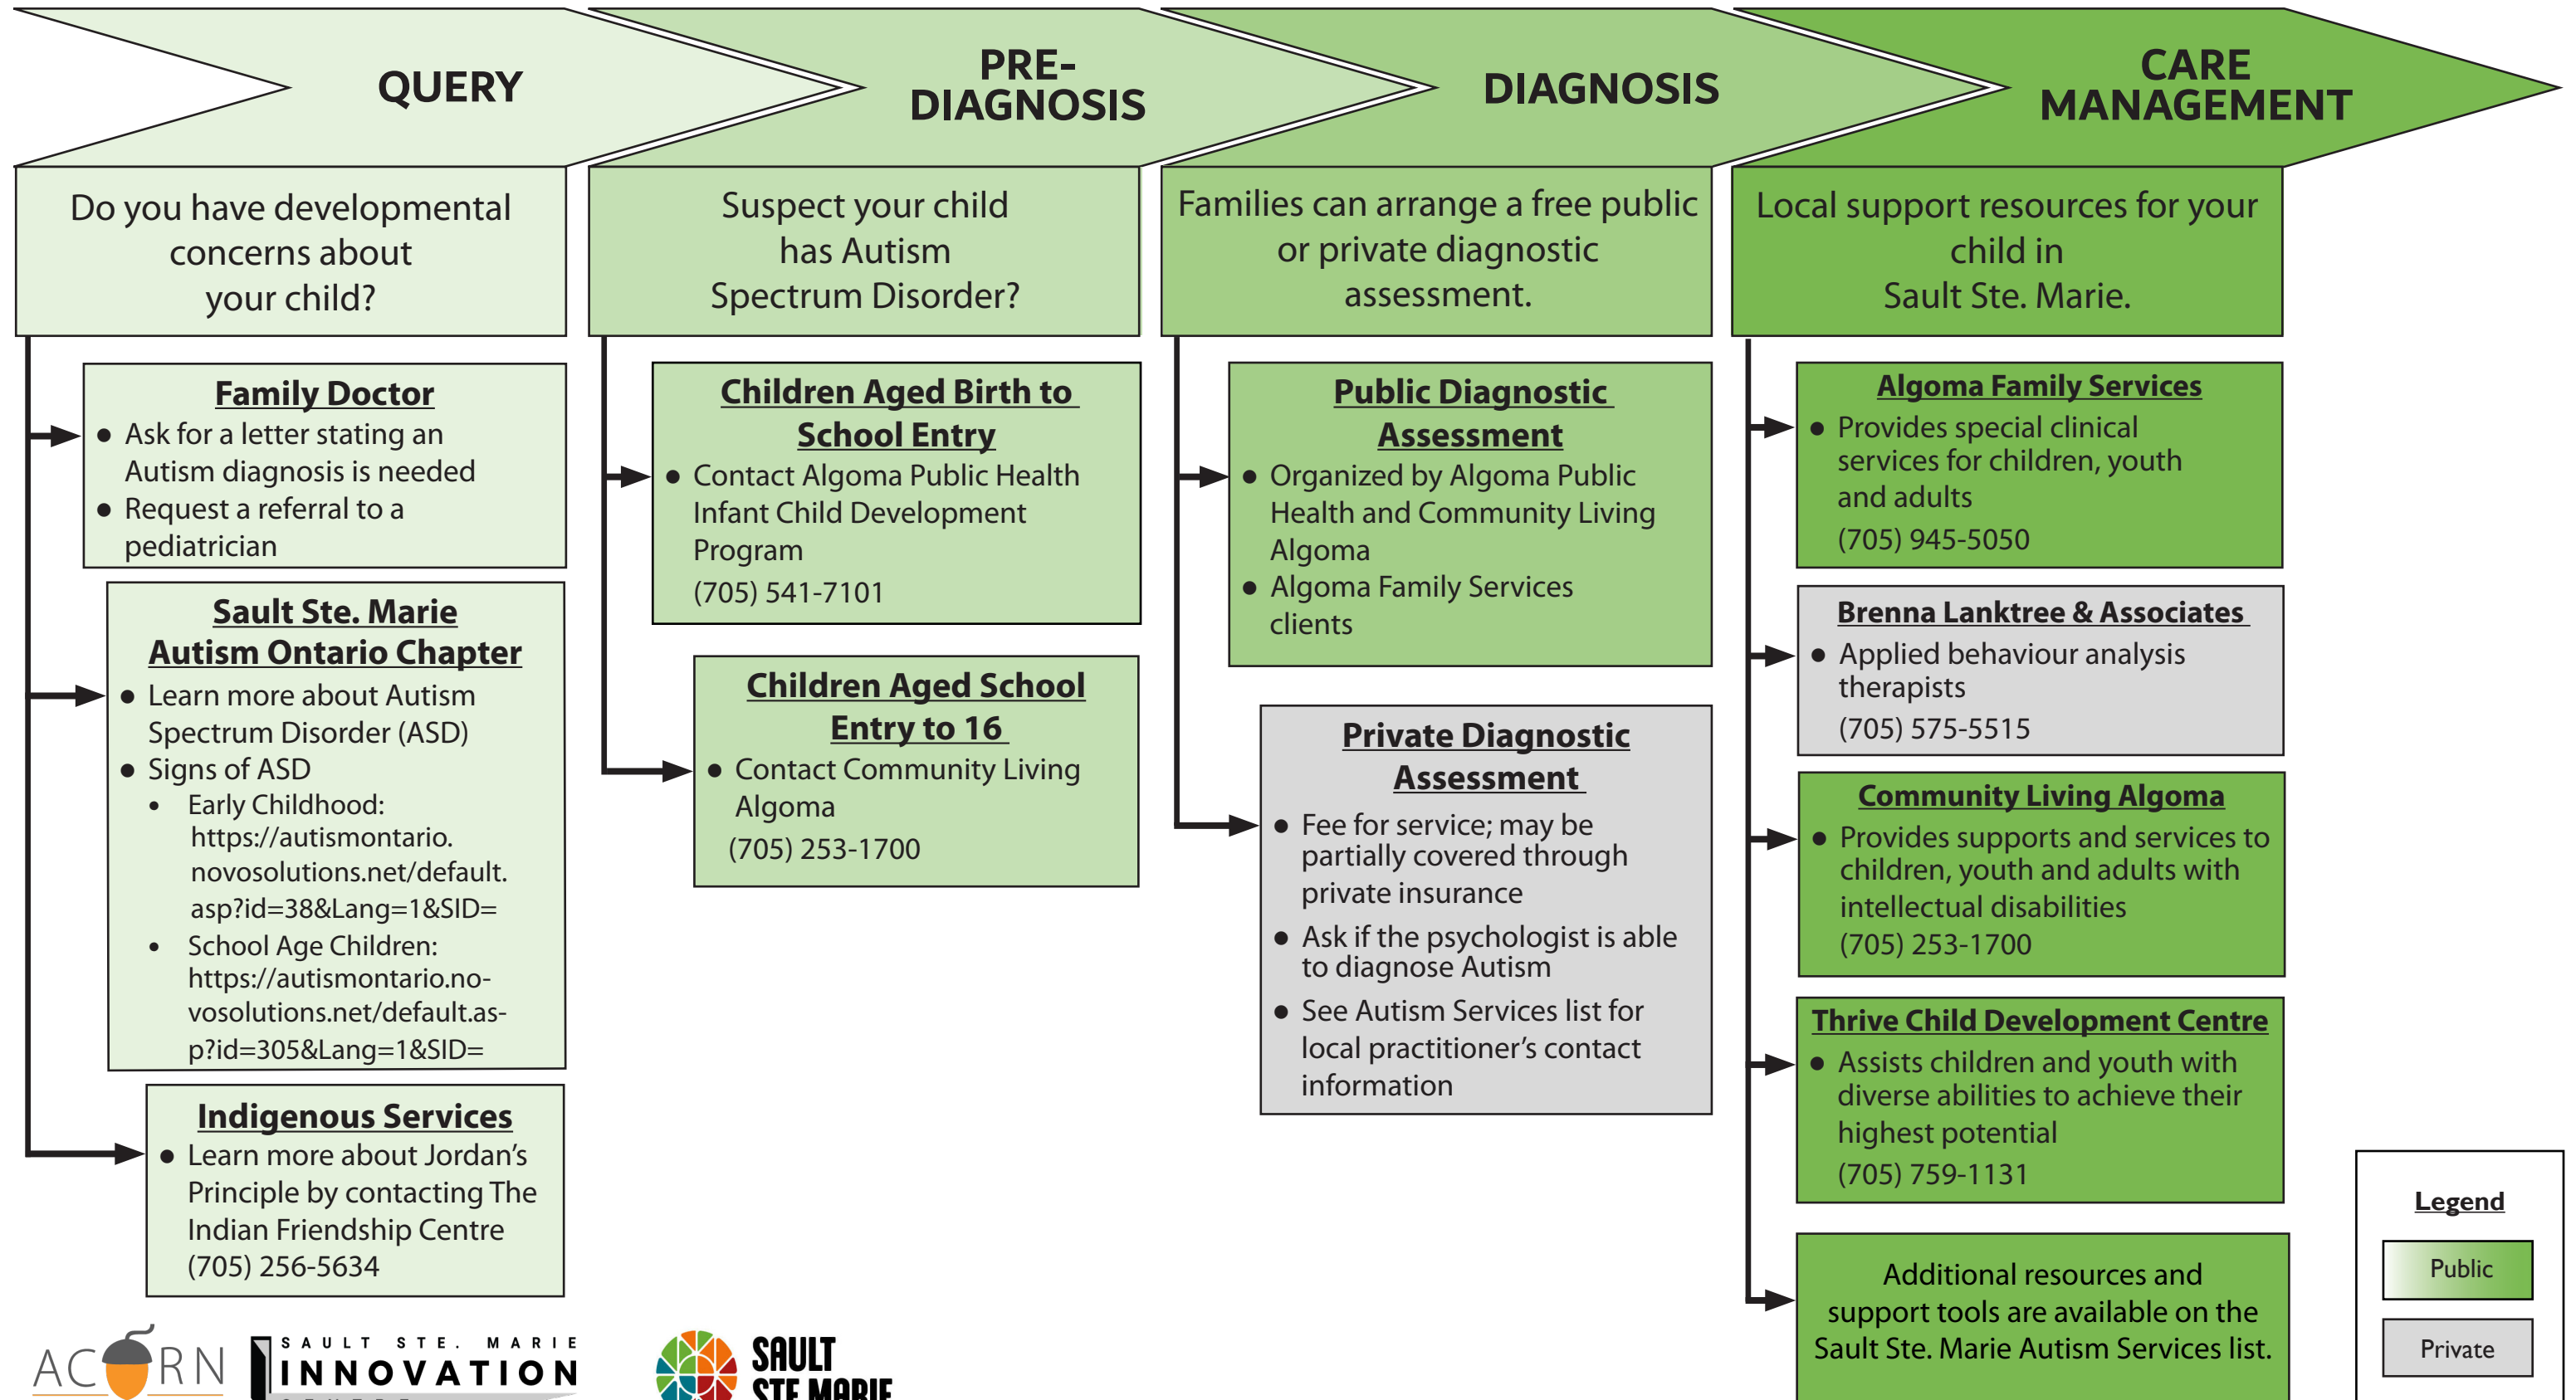 QUERY
PRE-
DIAGNOSIS
DIAGNOSIS
CARE
MANAGEMENT
Do you have developmental
concerns about
your child?
Family Doctor
● Ask for a letter stating an
Autism diagnosis is needed
● Request a referral to a
pediatrician
Sault Ste. Marie
Autism Ontario Chapter
● Learn more about Autism
Spectrum Disorder (ASD)
● Signs of ASD
• Early Childhood:
https://autismontario.
novosolutions.net/default.
asp?id=38&Lang=1&SID=
• School Age Children:
https://autismontario.no-
vosolutions.net/default.as-
p?id=305&Lang=1&SID=
Indigenous Services
● Learn more about Jordan's
Principle by contacting The
Indian Friendship Centre
(705) 256-5634
Suspect your child
has Autism
Spectrum Disorder?
Children Aged Birth to
School Entry
● Contact Algoma Public Health
Infant Child Development
Program
(705) 541-7101
Children Aged School
Entry to 16
● Contact Community Living
Algoma
(705) 253-1700
Families can arrange a free public
or private diagnostic
assessment.
Public Diagnostic
Assessment
● Organized by Algoma Public
Health and Community Living
Algoma
● Algoma Family Services
clients
Private Diagnostic
Assessment
● Fee for service; may be
partially covered through
private insurance
● Ask if the psychologist is able
to diagnose Autism
● See Autism Services list for
local practitioner's contact
information
Local support resources for your
child in
Sault Ste. Marie.
Algoma Family Services
● Provides special clinical
services for children, youth
and adults
(705) 945-5050
Brenna Lanktree & Associates
● Applied behaviour analysis
therapists
(705) 575-5515
Community Living Algoma
● Provides supports and services to
children, youth and adults with
intellectual disabilities
(705) 253-1700
Thrive Child Development Centre
● Assists children and youth with
diverse abilities to achieve their
highest potential
(705) 759-1131
Additional resources and
support tools are available on the
Sault Ste. Marie Autism Services list.
Legend
Public
Private
ACORN
SAULT STE. MARIE
INNOVATION
SAULT
STE MARIE